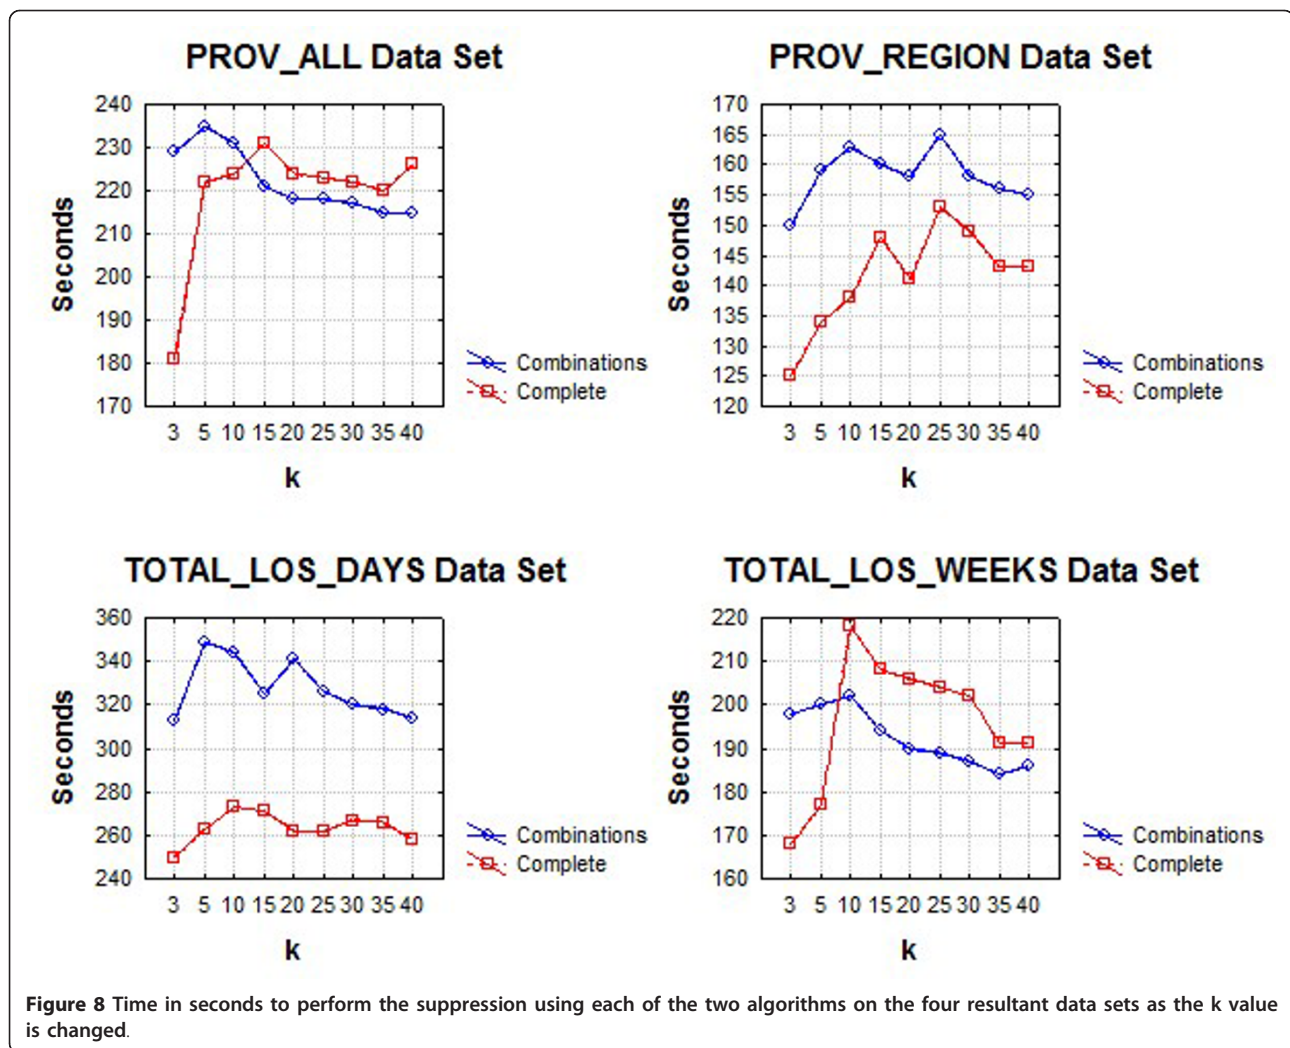 PROV_ALL Data Set
240
230
220
210
200
190
180
170
Seconds
3 5 10 15 20 25 30 35 40
k
Combinations
Complete
PROV_REGION Data Set
170
165
160
155
150
145
140
135
130
125
120
Seconds
3 5 10 15 20 25 30 35 40
k
Combinations
Complete
TOTAL_LOS_DAYS Data Set
360
340
320
300
280
260
240
Seconds
3 5 10 15 20 25 30 35 40
k
Combinations
Complete
TOTAL_LOS_WEEKS Data Set
220
210
200
190
180
170
160
Seconds
3 5 10 15 20 25 30 35 40
k
Combinations
Complete
Figure 8 Time in seconds to perform the suppression using each of the two algorithms on the four resultant data sets as the k value
is changed.